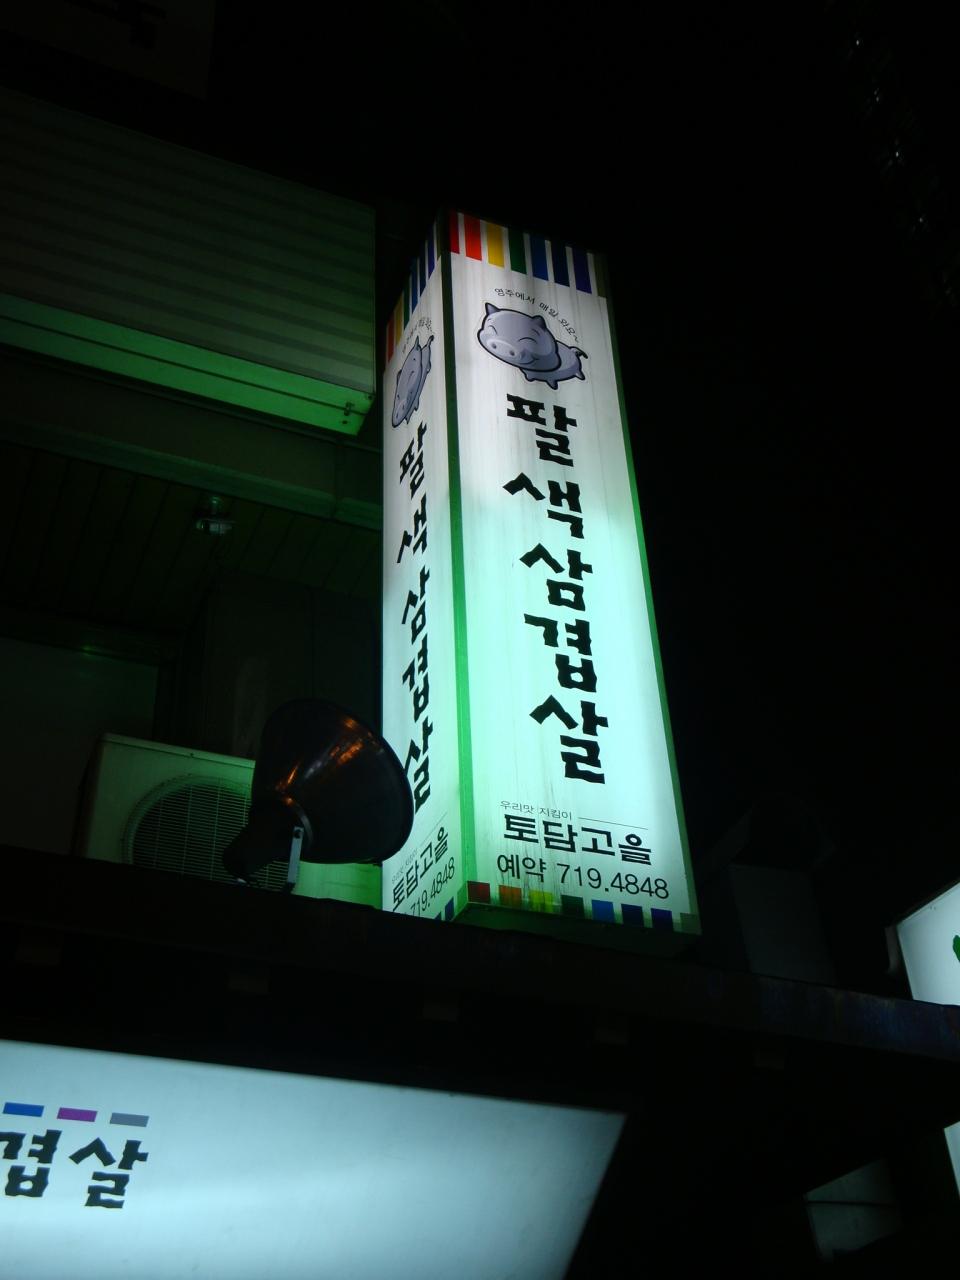 영주에서 매일 와요~
팔색삼겹살
우리맛 지킴이
토담고을
예약 719.4848
팔색삼겹살
토담고을
719.4848
겹살